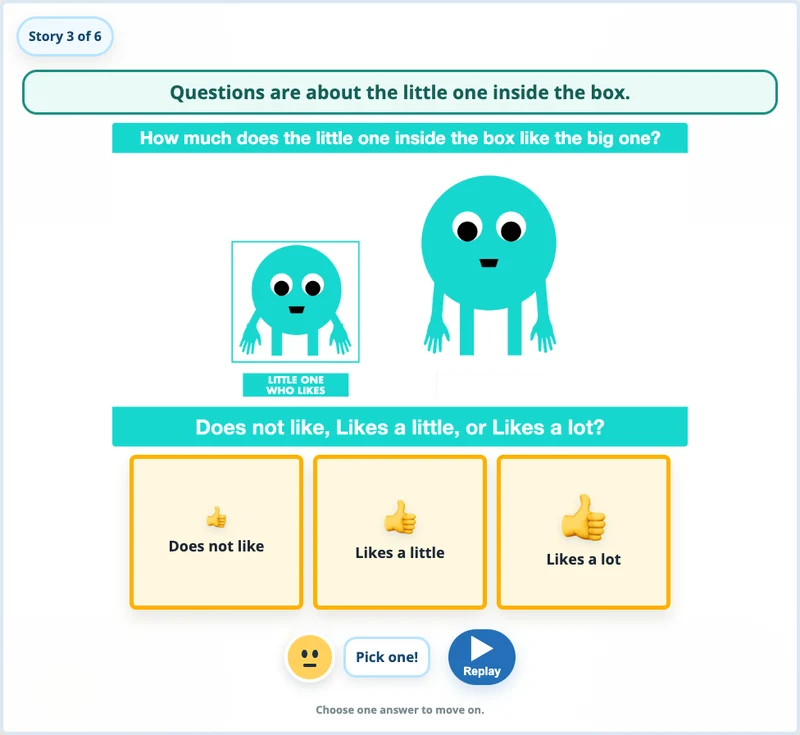 Story 3 of 6
Questions are about the little one inside the box.
How much does the little one inside the box like the big one?
LITTLE ONE
WHO LIKES
Does not like, Likes a little, or Likes a lot?
Does not like
Likes a little
Likes a lot
Pick one!
Replay
Choose one answer to move on.